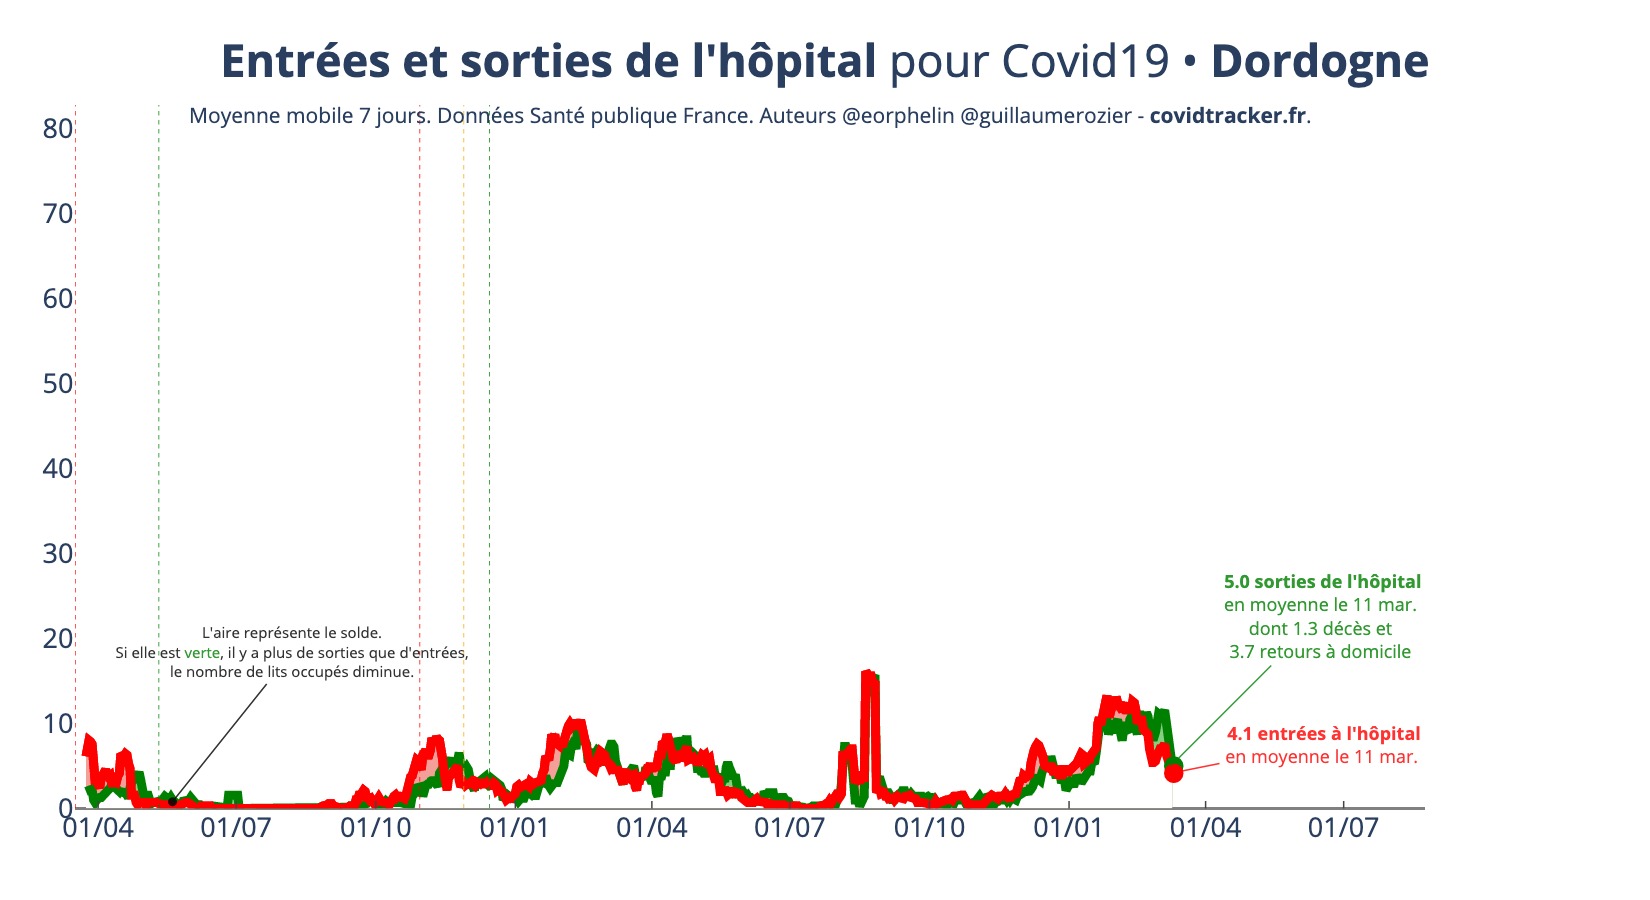 Entrées et sorties de l'hôpital pour Covid19 • Dordogne
Moyenne mobile 7 jours. Données Santé publique France. Auteurs @eorphelin @guillaumerozier - covidtracker.fr.
80
70
60
50
40
30
20
10
0
L'aire représente le solde.
Si elle est verte, il y a plus de sorties que d'entrées,
le nombre de lits occupés diminue.
5.0 sorties de l'hôpital
en moyenne le 11 mar.
dont 1.3 décès et
3.7 retours à domicile
4.1 entrées à l'hôpital
en moyenne le 11 mar.
01/04 01/07 01/10 01/01 01/04 01/07 01/10 01/01 01/04 01/07